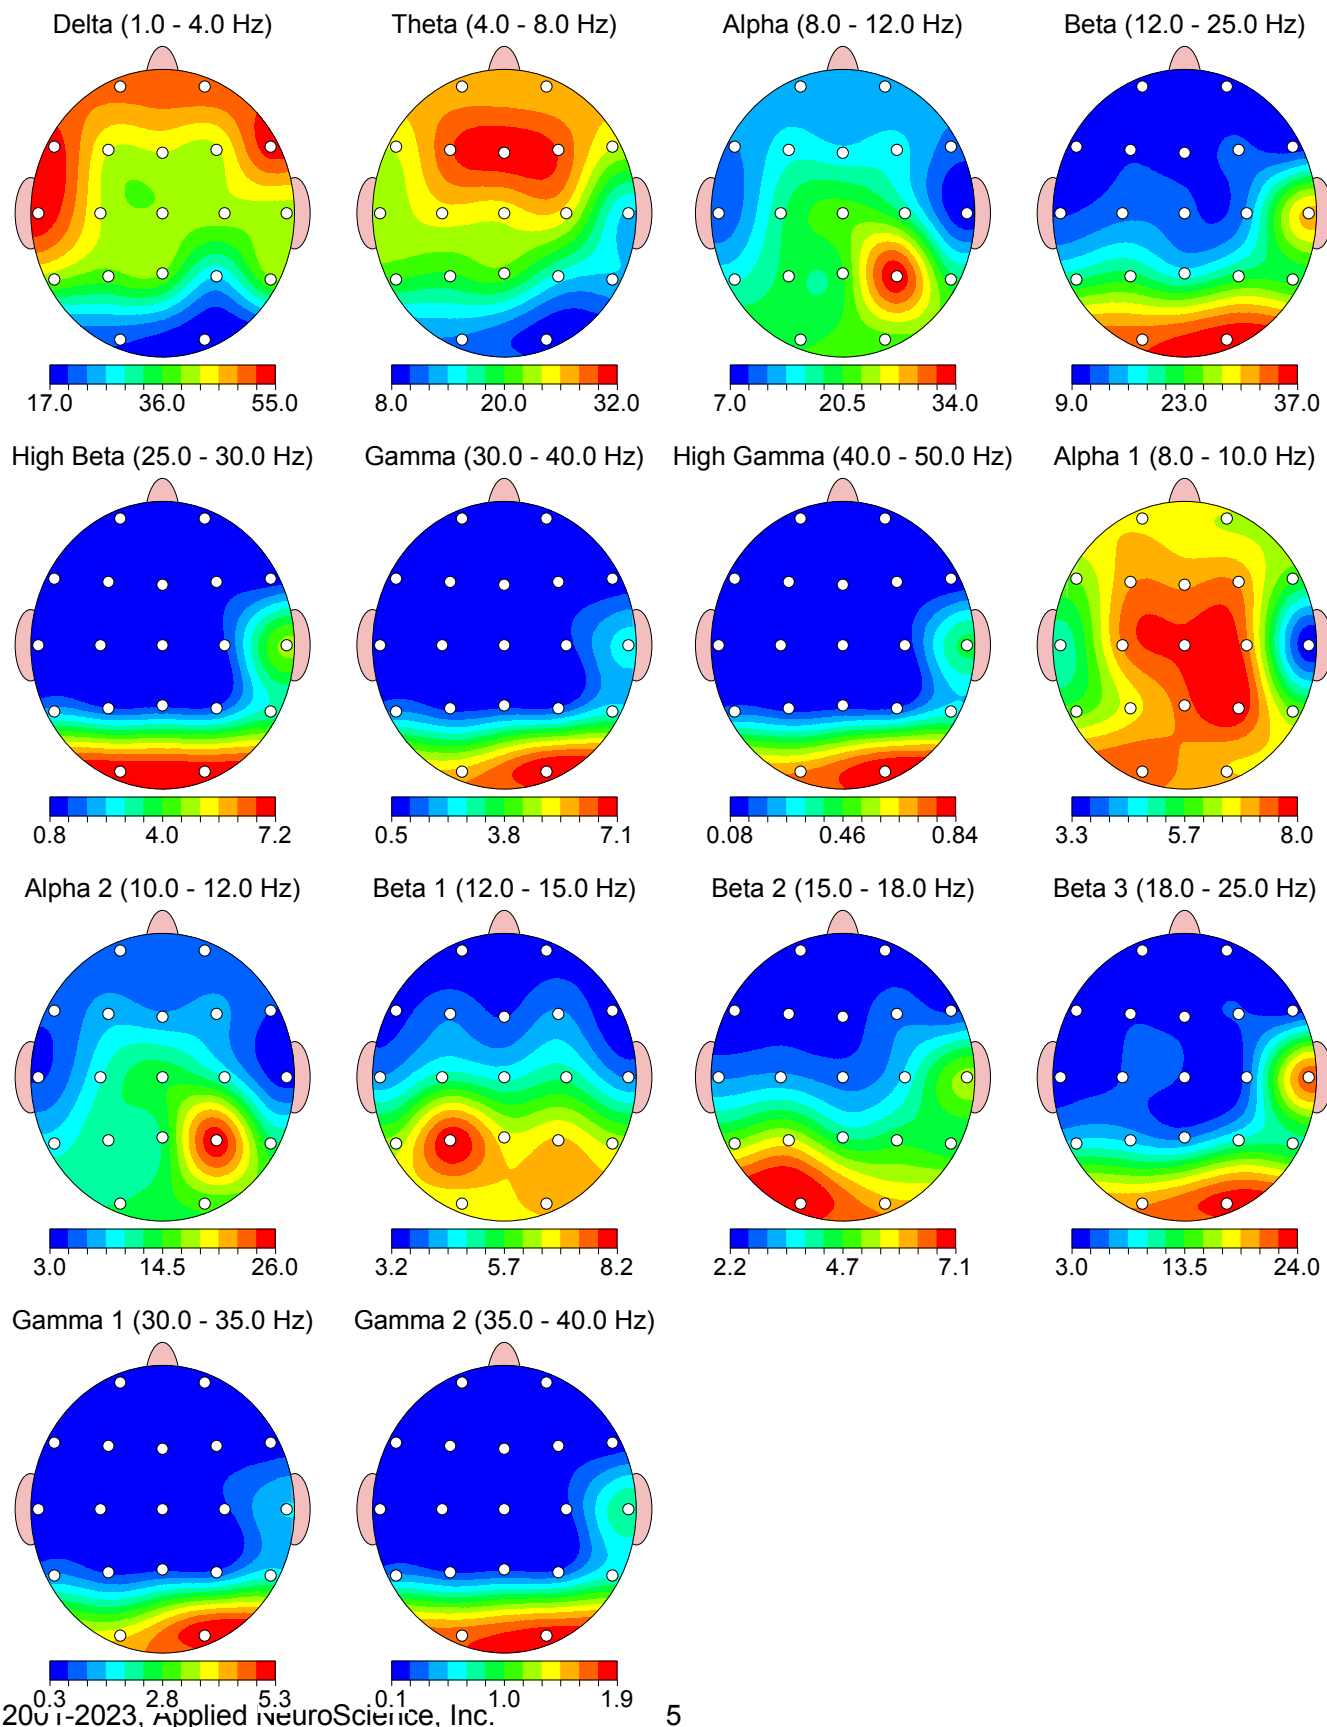 Delta (1.0 - 4.0 Hz) Theta (4.0 - 8.0 Hz) Alpha (8.0 - 12.0 Hz) Beta (12.0 - 25.0 Hz)
17.0 36.0 55.0 8.0 20.0 32.0 7.0 20.5 34.0 9.0 23.0 37.0
High Beta (25.0 - 30.0 Hz) Gamma (30.0 - 40.0 Hz) High Gamma (40.0 - 50.0 Hz) Alpha 1 (8.0 - 10.0 Hz)
0.8 4.0 7.2 0.5 3.8 7.1 0.08 0.46 0.84 3.3 5.7 8.0
Alpha 2 (10.0 - 12.0 Hz) Beta 1 (12.0 - 15.0 Hz) Beta 2 (15.0 - 18.0 Hz) Beta 3 (18.0 - 25.0 Hz)
3.0 14.5 26.0 3.2 5.7 8.2 2.2 4.7 7.1 3.0 13.5 24.0
Gamma 1 (30.0 - 35.0 Hz) Gamma 2 (35.0 - 40.0 Hz)
0.3 2.8 5.3 0.1 1.0 1.9
2001-2023, Applied NeuroScience, Inc. 5